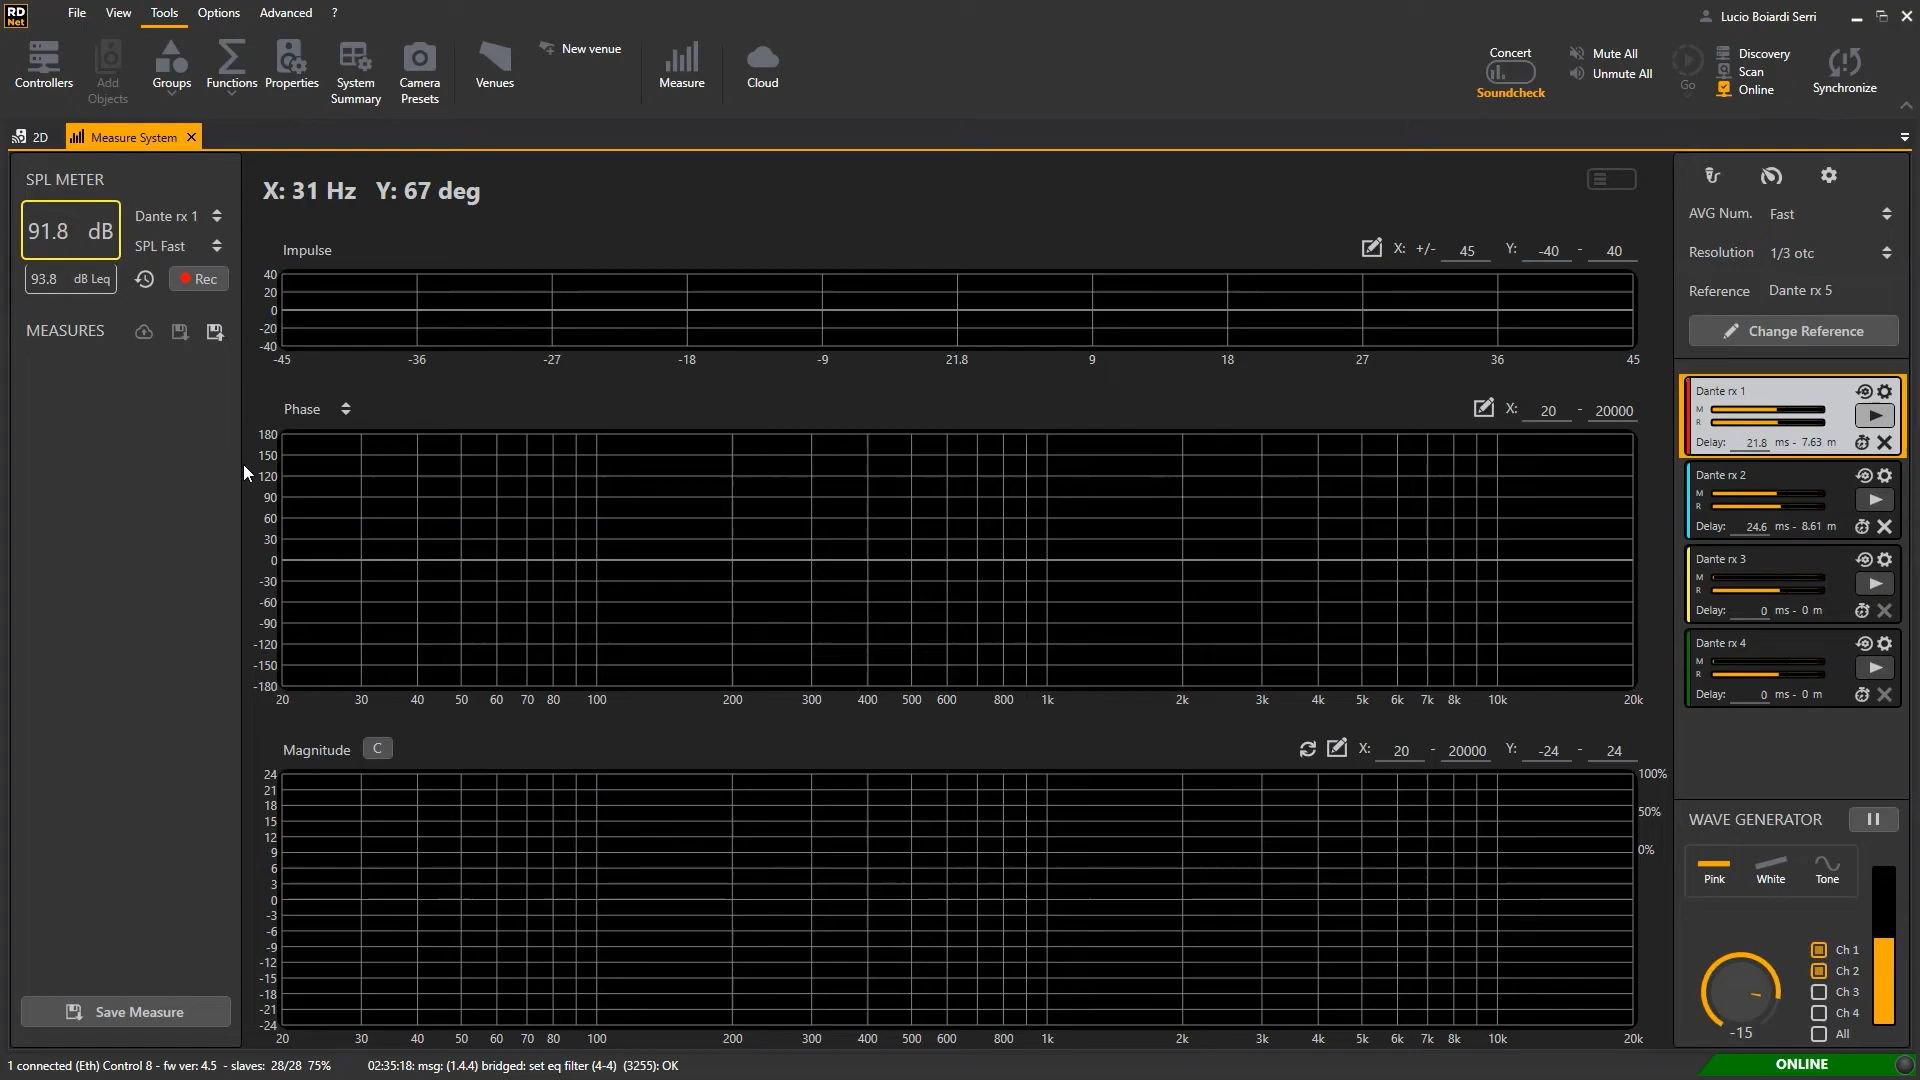 RD Net
File View Tools Options Advanced ?
Lucio Boiardi Serri
Controllers
Add Objects
Groups
Functions
Properties
System Summary
Camera Presets
Venues
New venue
Measure
Cloud
Concert
Soundcheck
Mute All
Unmute All
Go
Discovery
Scan
Online
Synchronize
2D
Measure System
SPL METER
91.8 dB
Dante rx 1
SPL Fast
93.8 dB Leq
Rec
MEASURES
Save Measure
X: 31 Hz Y: 67 deg
Impulse
X: +/- 45 Y: -40 - 40
40
20
0
-20
-40
-45 -36 -27 -18 -9 21.8 9 18 27 36 45
Phase
X: 20 - 20000
180
150
120
90
60
30
0
-30
-60
-90
-120
-150
-180
20 30 40 50 60 70 80 100 200 300 400 500 600 800 1k 2k 3k 4k 5k 6k 7k 8k 10k 20k
Magnitude C
X: 20 - 20000 Y: -24 - 24
24
21
18
15
12
9
6
3
0
-3
-6
-9
-12
-15
-18
-21
-24
100%
50%
0%
20 30 40 50 60 70 80 100 200 300 400 500 600 800 1k 2k 3k 4k 5k 6k 7k 8k 10k 20k
AVG Num. Fast
Resolution 1/3 otc
Reference Dante rx 5
Change Reference
Dante rx 1
M
R
Delay: 21.8 ms - 7.63 m
Dante rx 2
M
R
Delay: 24.6 ms - 8.61 m
Dante rx 3
M
R
Delay: 0 ms - 0 m
Dante rx 4
M
R
Delay: 0 ms - 0 m
WAVE GENERATOR
Pink White Tone
-15
Ch 1
Ch 2
Ch 3
Ch 4
All
1 connected (Eth) Control 8 - fw ver: 4.5 - slaves: 28/28 75% 02:35:18: msg: (1.4.4) bridged: set eq filter (4-4) (3255): OK
ONLINE